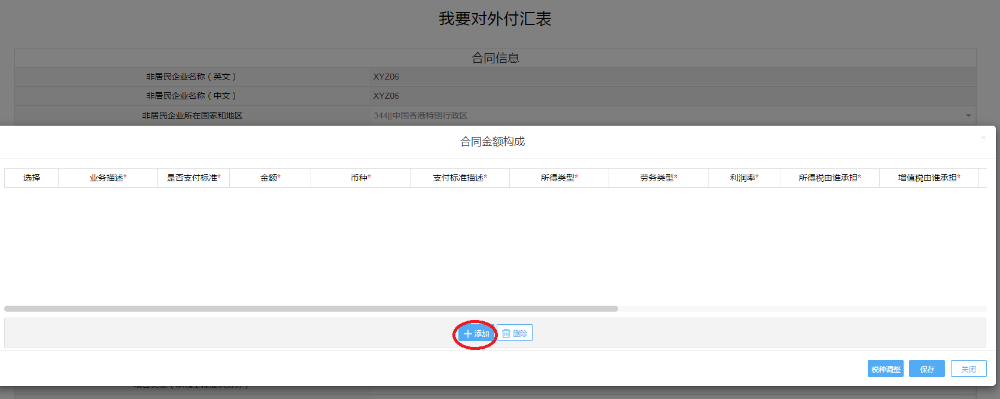 我要对外付汇表
合同信息
非居民企业名称（英文） XYZ06
非居民企业名称（中文） XYZ06
非居民企业所在国家和地区 344||中国香港特别行政区
合同金额构成 ×
选择 业务描述* 是否支付标准* 金额* 币种* 支付标准描述* 所得类型* 劳务类型* 利润率* 所得税由谁承担* 增值税由谁承担*
添加 删除
税种调整 保存 关闭